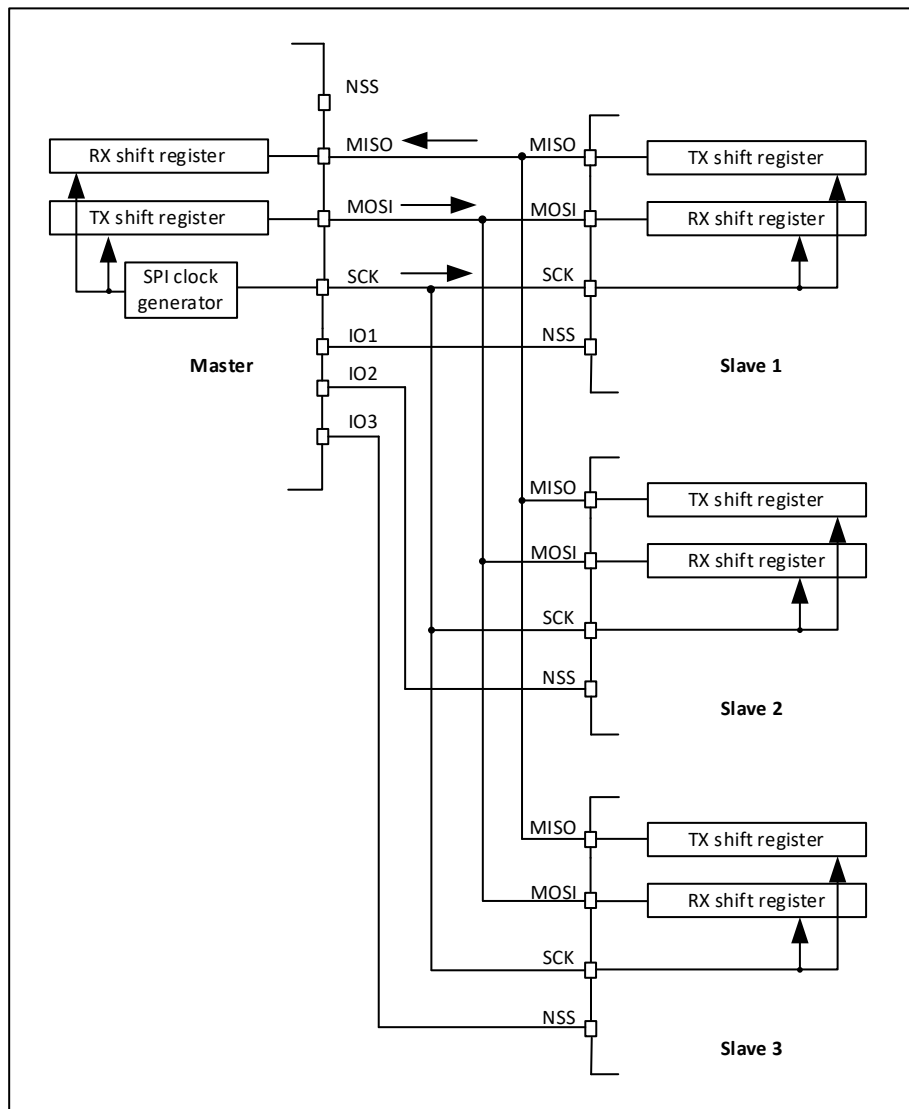 NSS
RX shift register
MISO
MISO
TX shift register
TX shift register
MOSI
MOSI
RX shift register
SPI clock
generator
SCK
SCK
IO1
NSS
Master
Slave 1
IO2
IO3
MISO
TX shift register
MOSI
RX shift register
SCK
NSS
Slave 2
MISO
TX shift register
MOSI
RX shift register
SCK
NSS
Slave 3